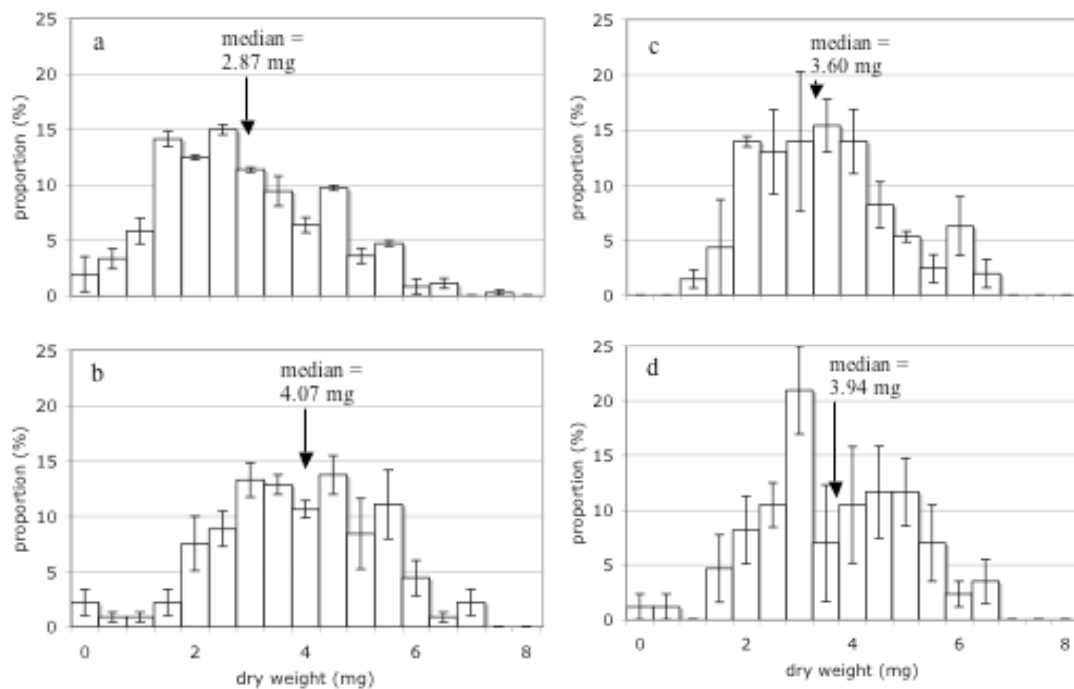 a
median =
2.87 mg
25
20
15
10
5
0
proportion (%)
c
median =
3.60 mg
25
20
15
10
5
0
proportion (%)
b
median =
4.07 mg
25
20
15
10
5
0
proportion (%)
0 2 4 6 8
dry weight (mg)
d
median =
3.94 mg
25
20
15
10
5
0
proportion (%)
0 2 4 6 8
dry weight (mg)